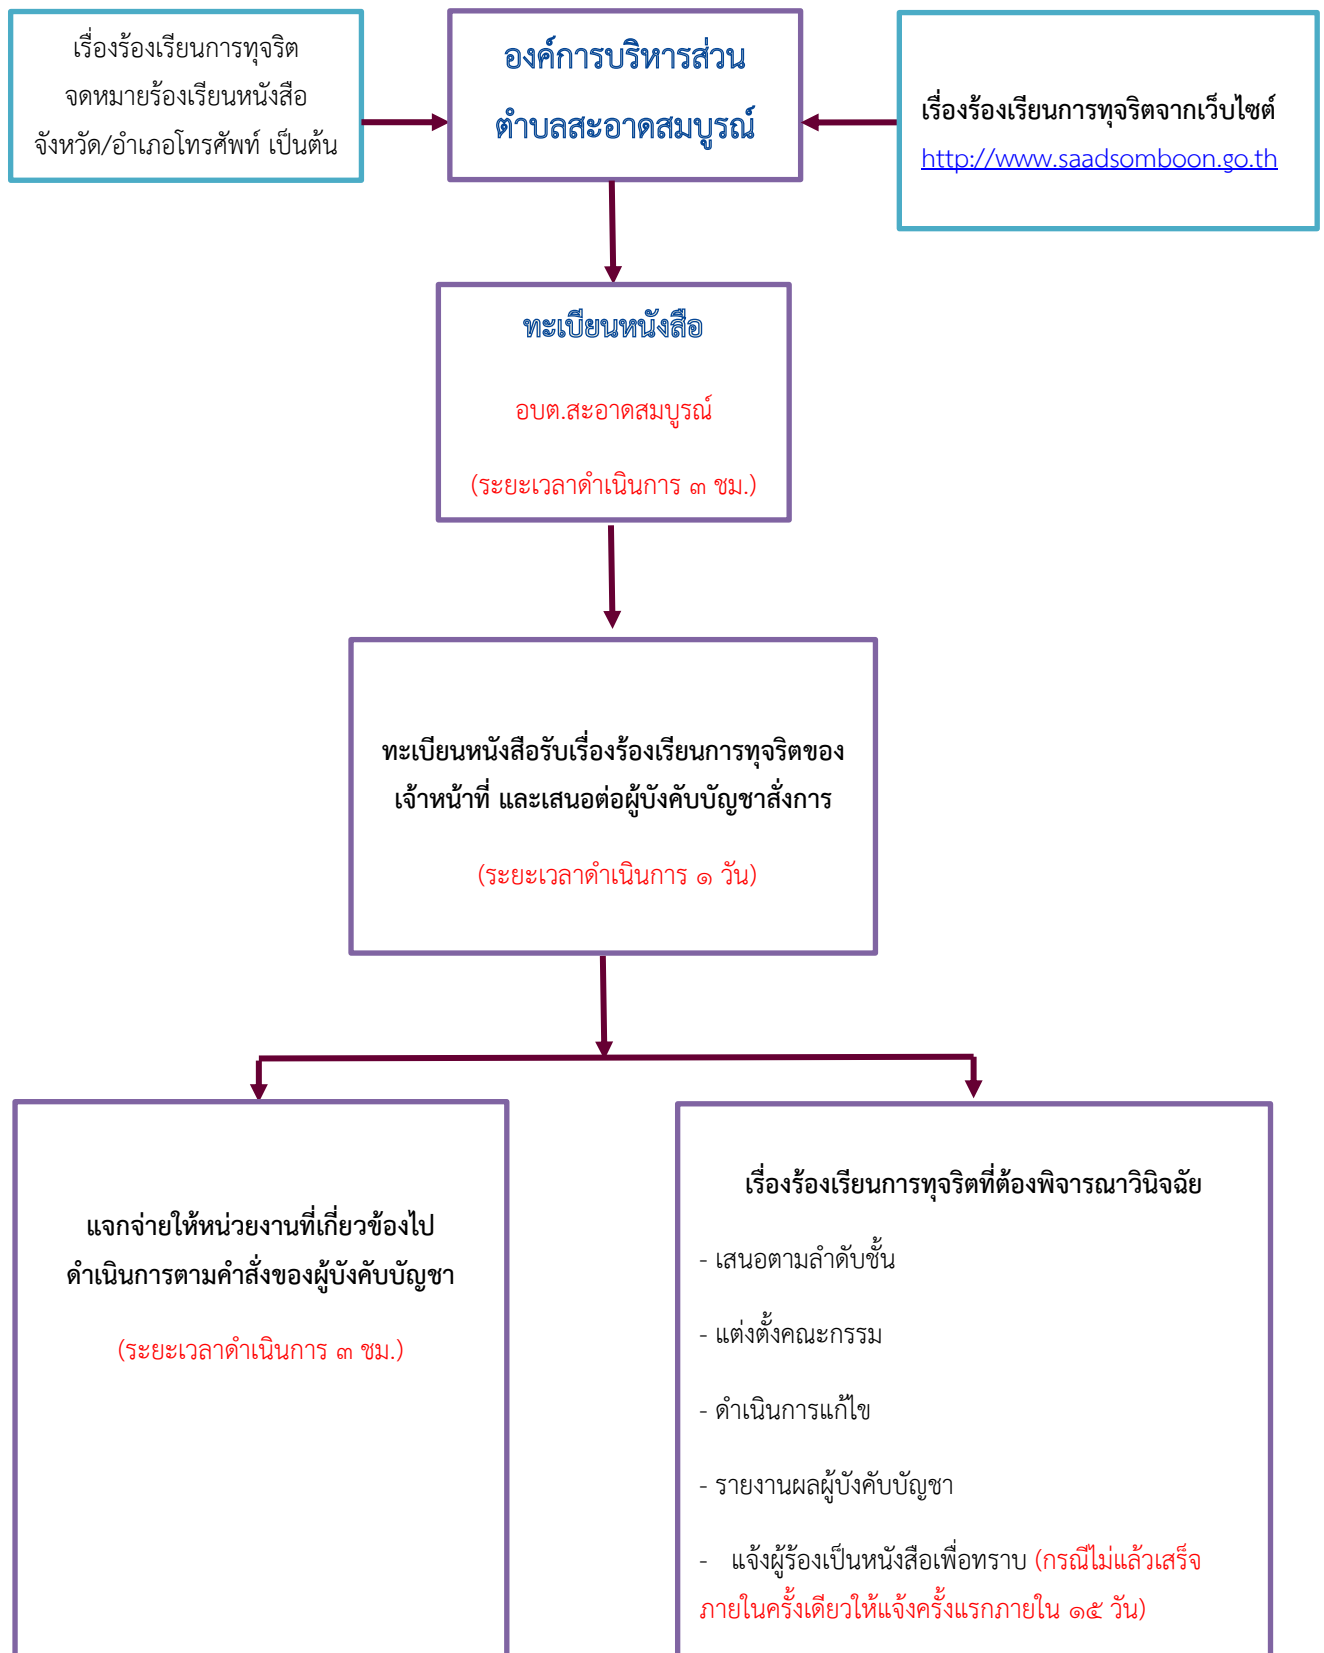 เรื่องร้องเรียนการทุจริต
จดหมายร้องเรียนหนังสือ
จังหวัด/อำเภอโทรศัพท์ เป็นต้น
องค์การบริหารส่วน
ตำบลสะอาดสมบูรณ์
เรื่องร้องเรียนการทุจริตจากเว็บไซต์
http://www.saadsomboon.go.th
ทะเบียนหนังสือ
อบต.สะอาดสมบูรณ์
(ระยะเวลาดำเนินการ ๓ ชม.)
ทะเบียนหนังสือรับเรื่องร้องเรียนการทุจริตของ
เจ้าหน้าที่ และเสนอต่อผู้บังคับบัญชาสั่งการ
(ระยะเวลาดำเนินการ ๑ วัน)
แจกจ่ายให้หน่วยงานที่เกี่ยวข้องไป
ดำเนินการตามคำสั่งของผู้บังคับบัญชา
(ระยะเวลาดำเนินการ ๓ ชม.)
เรื่องร้องเรียนการทุจริตที่ต้องพิจารณาวินิจฉัย
- เสนอตามลำดับชั้น
- แต่งตั้งคณะกรรม
- ดำเนินการแก้ไข
- รายงานผลผู้บังคับบัญชา
- แจ้งผู้ร้องเป็นหนังสือเพื่อทราบ (กรณีไม่แล้วเสร็จ
ภายในครั้งเดียวให้แจ้งครั้งแรกภายใน ๑๕ วัน)